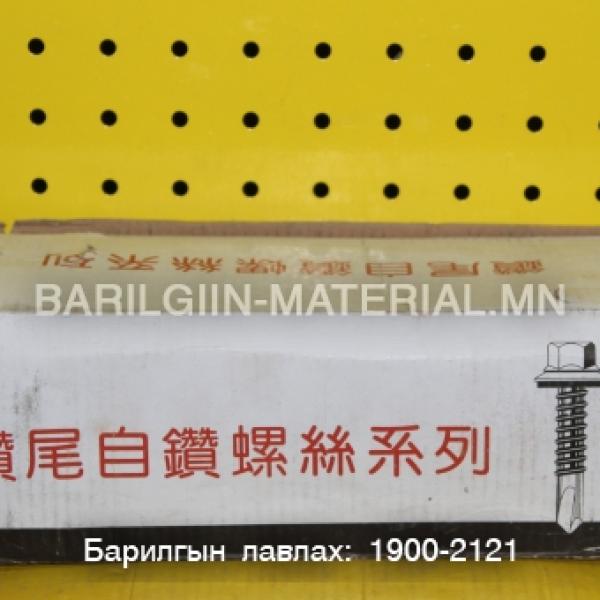 鑽尾自鑽螺絲系列
BARILGIIN-MATERIAL.MN
鑽尾自鑽螺絲系列
Барилгын лавлах: 1900-2121